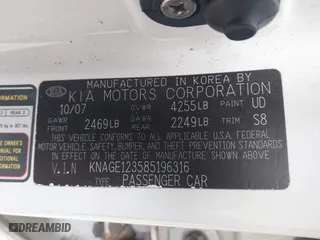 MANUFACTURED IN KOREA BY
KIA KIA MOTORS CORPORATION
10/07 GVWR 4255LB PAINT UD
GAWR FRONT 2469LB GAWR REAR 2249LB TRIM S8
THIS VEHICLE CONFORMS TO ALL APPLICABLE U.S.A. FEDERAL
MOTOR VEHICLE SAFETY, BUMPER, AND THEFT PREVENTION
STANDARDS IN EFFECT ON THE DATE OF MANUFACTURE SHOWN ABOVE.
V.I.N KNAGE123585196316
TYPE PASSENGER CAR